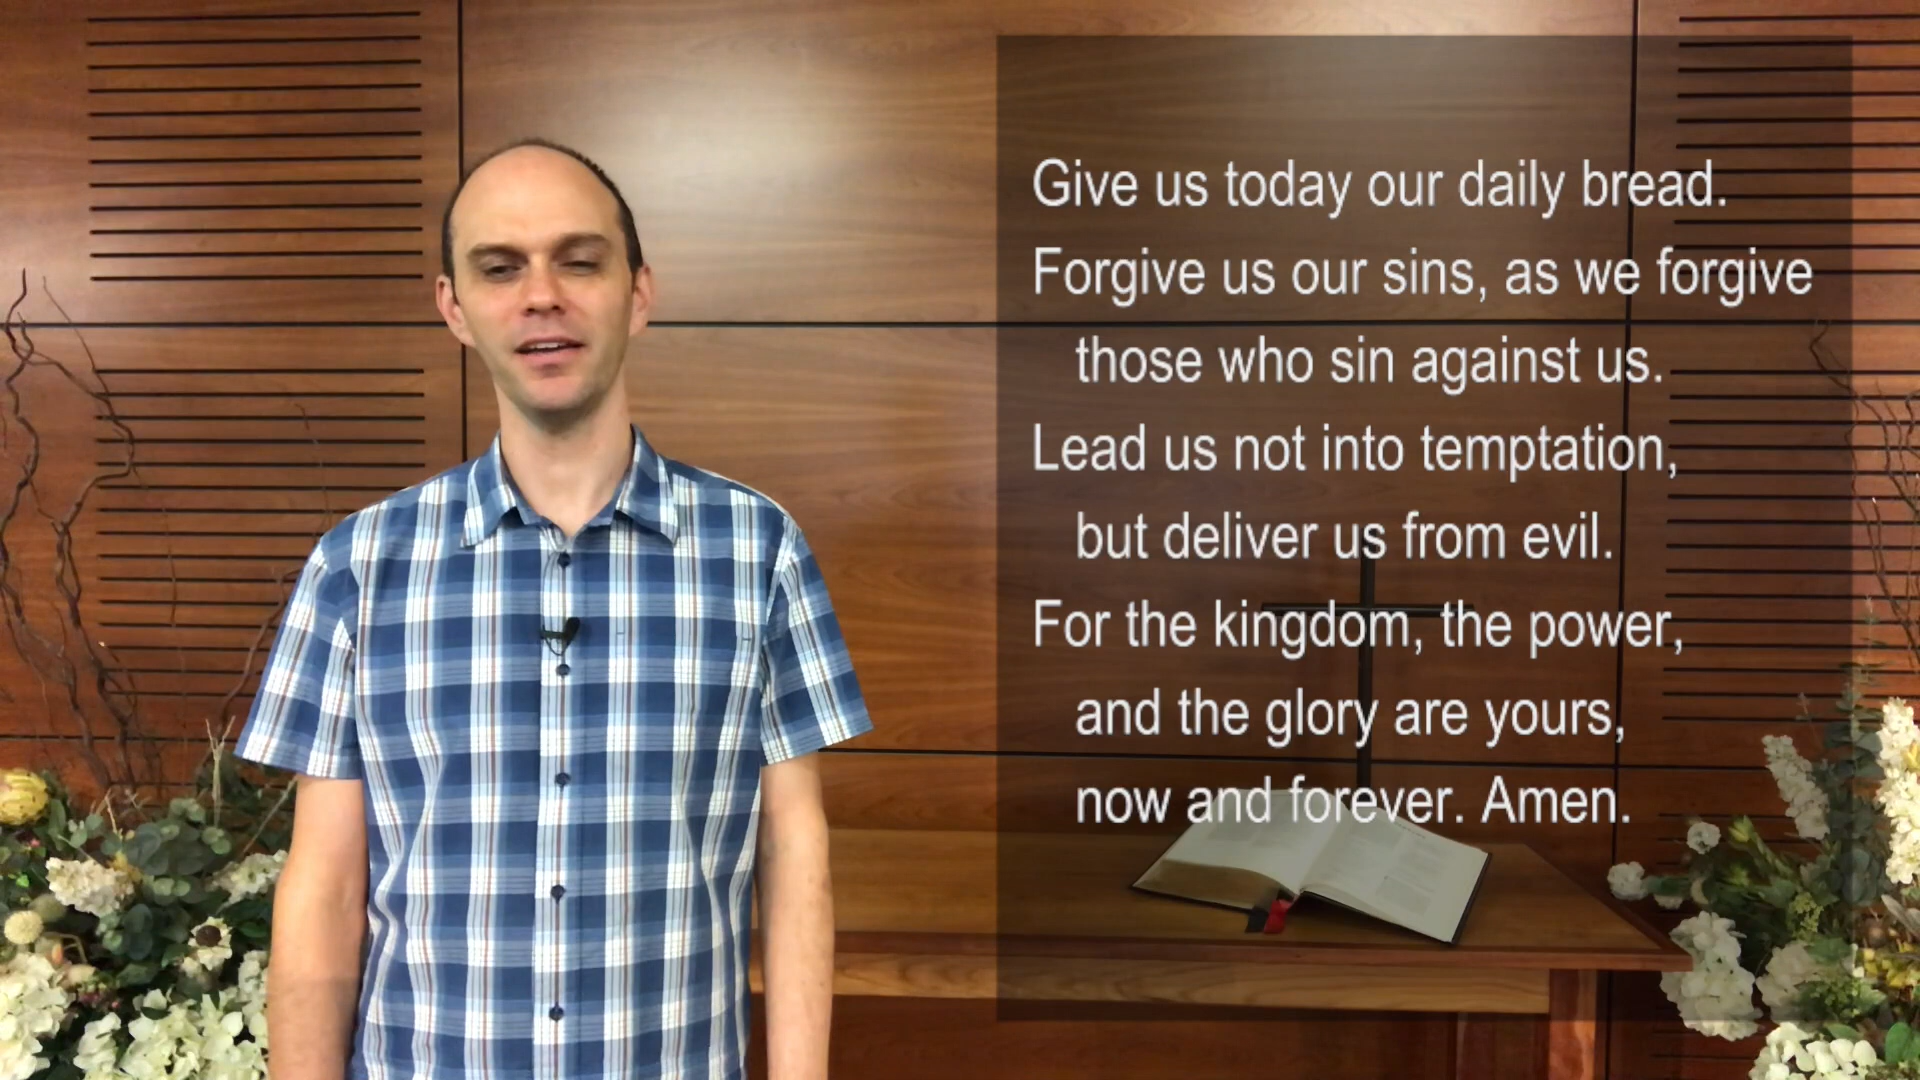 Give us today our daily bread.
Forgive us our sins, as we forgive
those who sin against us.
Lead us not into temptation,
but deliver us from evil.
For the kingdom, the power,
and the glory are yours,
now and forever. Amen.